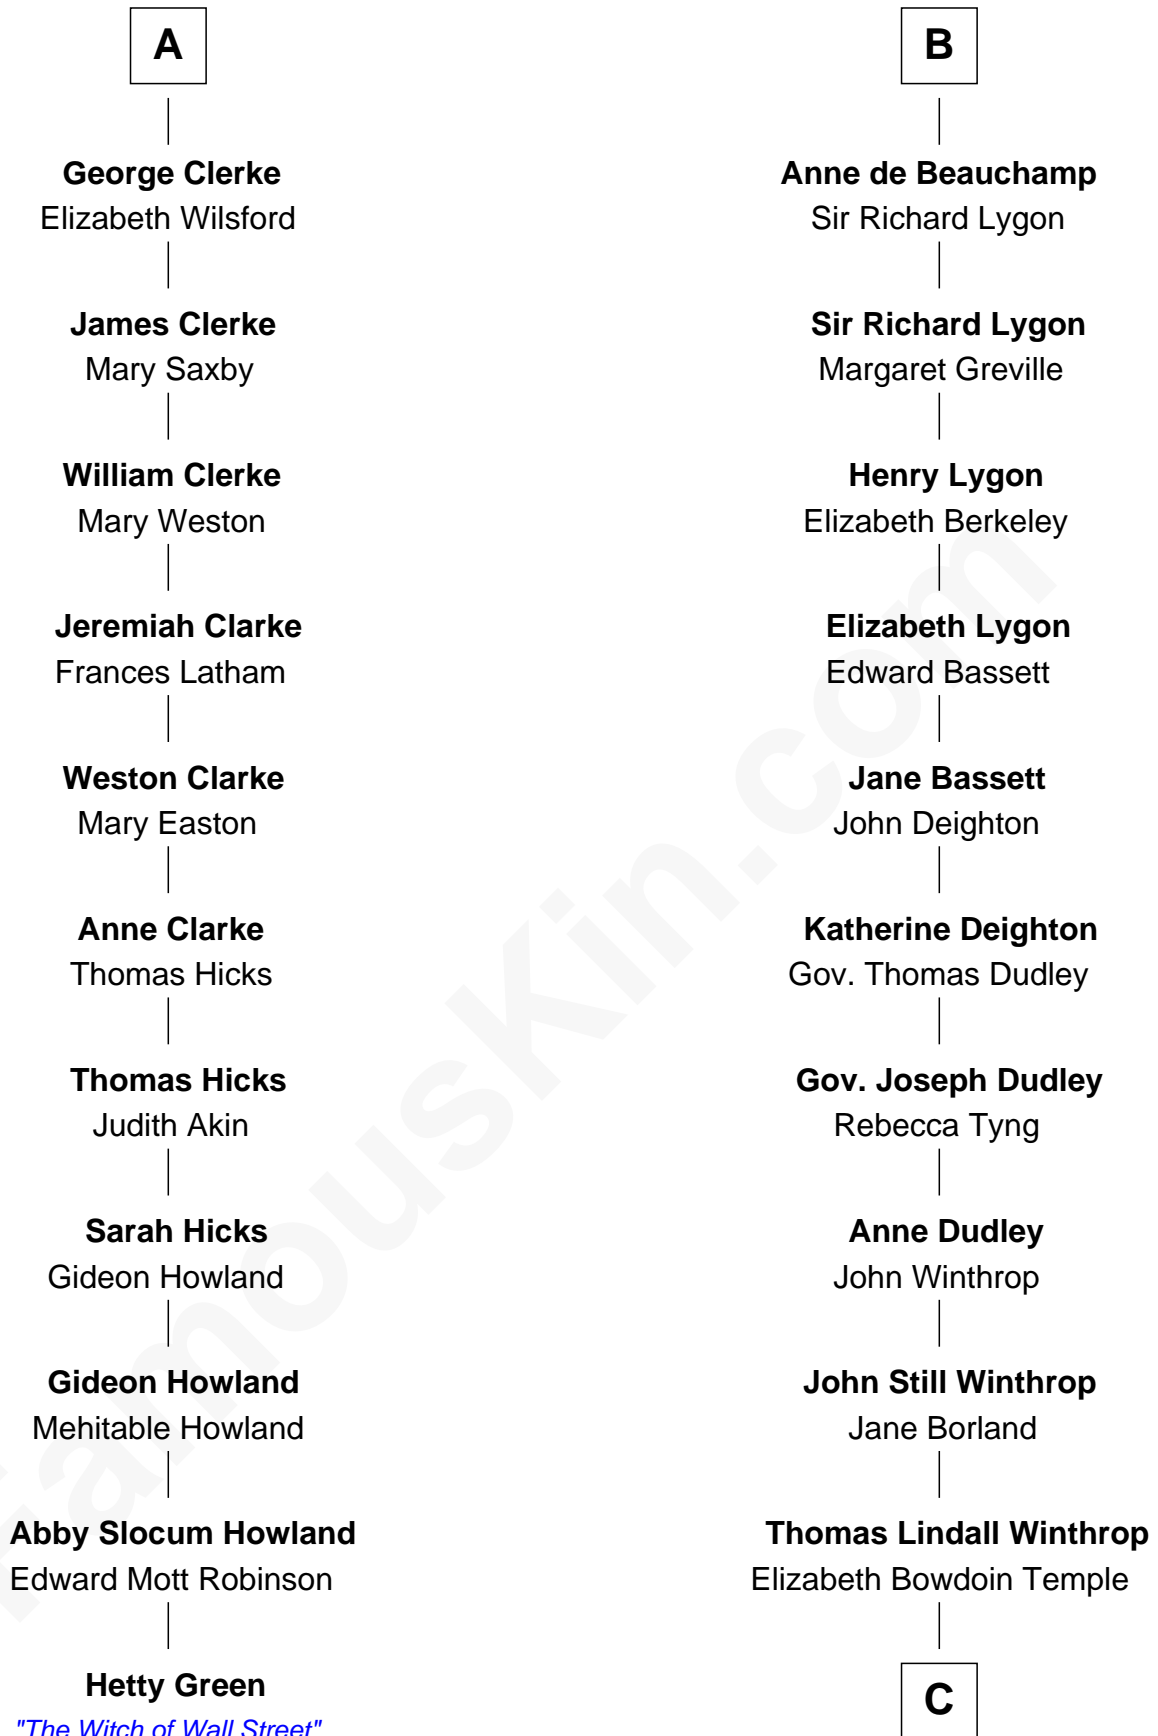 A
George Clerke
Elizabeth Wilsford
James Clerke
Mary Saxby
William Clerke
Mary Weston
Jeremiah Clarke
Frances Latham
Weston Clarke
Mary Easton
Anne Clarke
Thomas Hicks
Thomas Hicks
Judith Akin
Sarah Hicks
Gideon Howland
Gideon Howland
Mehitable Howland
Abby Slocum Howland
Edward Mott Robinson
Hetty Green
"The Witch of Wall Street"
B
Anne de Beauchamp
Sir Richard Lygon
Sir Richard Lygon
Margaret Greville
Henry Lygon
Elizabeth Berkeley
Elizabeth Lygon
Edward Bassett
Jane Bassett
John Deighton
Katherine Deighton
Gov. Thomas Dudley
Gov. Joseph Dudley
Rebecca Tyng
Anne Dudley
John Winthrop
John Still Winthrop
Jane Borland
Thomas Lindall Winthrop
Elizabeth Bowdoin Temple
C
FamousKin.com